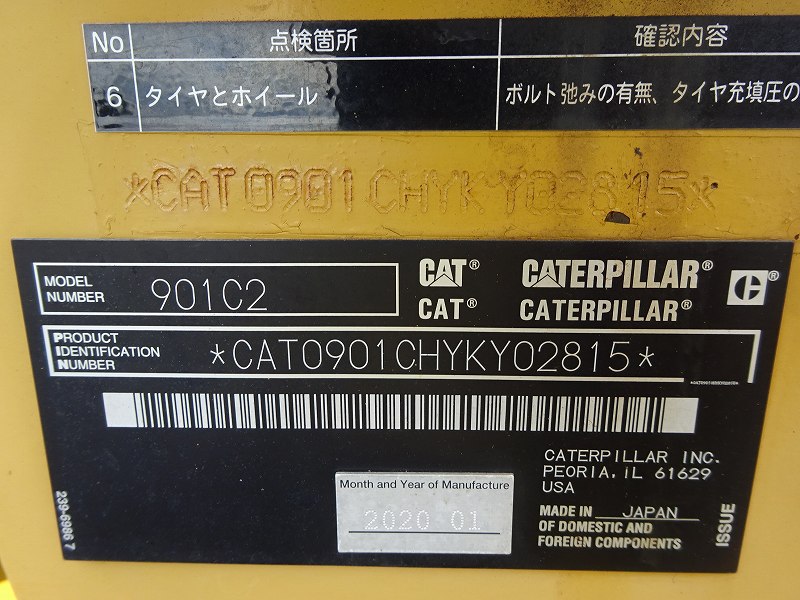 No 点検箇所 確認内容
6 タイヤとホイール ボルト弛みの有無、タイヤ充填圧の
*CAT0901CHYKY02815*
MODEL NUMBER 901C2
CAT® CATERPILLAR® C®
CAT® CATERPILLAR®
PRODUCT IDENTIFICATION NUMBER *CAT0901CHYKY02815*
CATERPILLAR INC.
PEORIA, IL 61629
USA
Month and Year of Manufacture
2020 01
MADE IN JAPAN
OF DOMESTIC AND
FOREIGN COMPONENTS
239-6986 7
ISSUE